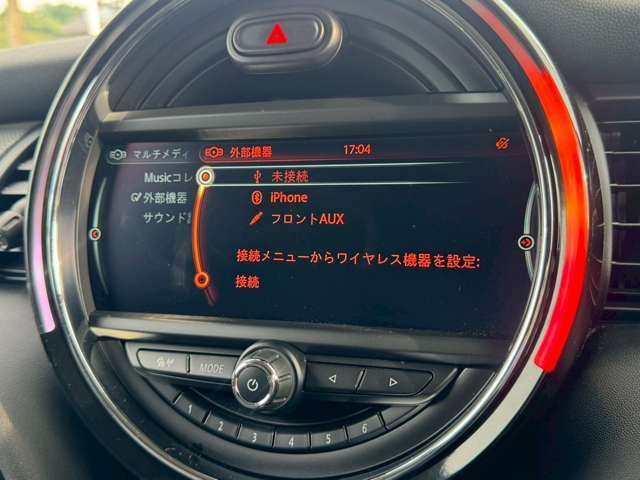 マルチメディ
外部機器
17:04
Musicコレ
未接続
外部機器
iPhone
サウンド
フロントAUX
接続メニューからワイヤレス機器を設定:
接続
MODE
1 2 3 4 5 6